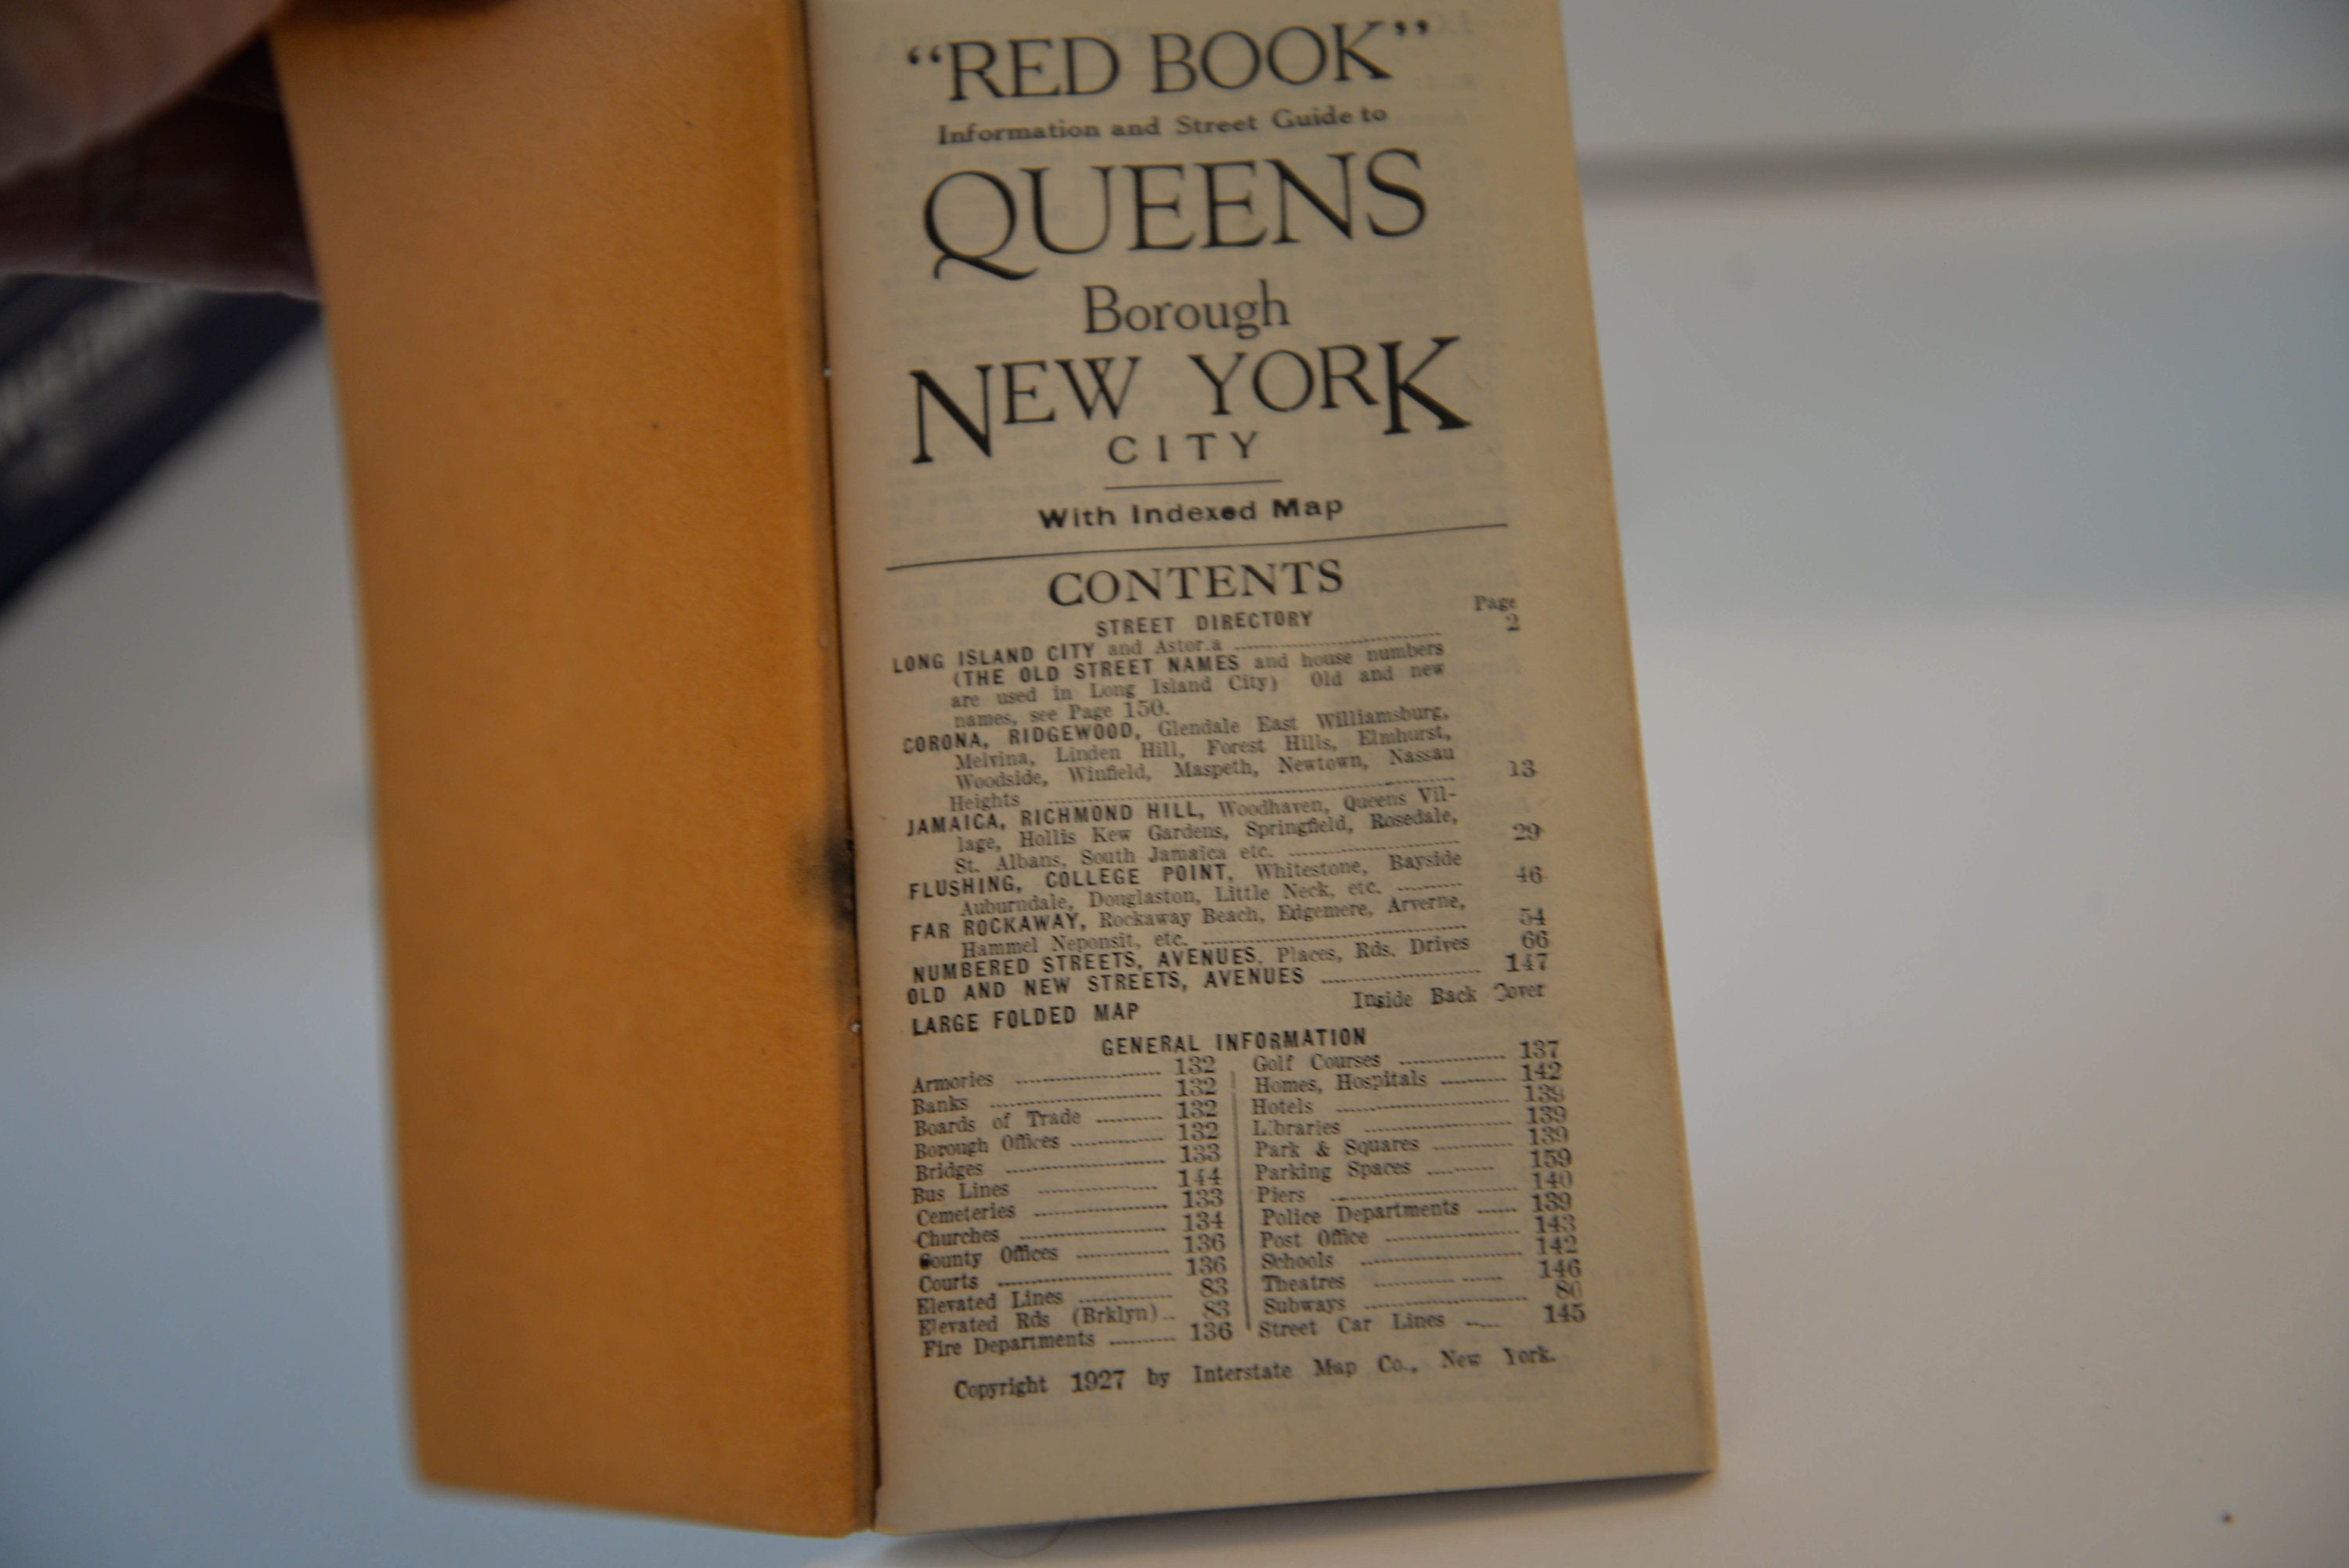 “RED BOOK”
Information and Street Guide to
QUEENS
Borough
NEW YORK
CITY
With Indexed Map
CONTENTS
STREET DIRECTORY Page
LONG ISLAND CITY and Astor.a 2
(THE OLD STREET NAMES and house numbers
are used in Long Island City) Old and new
names, see Page 150.
CORONA, RIDGEWOOD, Glendale East Williamsburg,
Melvina, Linden Hill, Forest Hills, Elmhurst,
Woodside, Winfield, Maspeth, Newtown, Nassau
Heights 13
JAMAICA, RICHMOND HILL, Woodhaven, Queens Vil-
lage, Hollis Kew Gardens, Springfield, Rosedale,
St. Albans, South Jamaica etc. 29
FLUSHING, COLLEGE POINT, Whitestone, Bayside
Auburndale, Douglaston, Little Neck, etc. 46
FAR ROCKAWAY, Rockaway Beach, Edgemere, Arverne,
Hammel Neponsit, etc. 54
NUMBERED STREETS, AVENUES, Places, Rds. Drives 66
OLD AND NEW STREETS, AVENUES 147
LARGE FOLDED MAP Inside Back Cover
GENERAL INFORMATION
Armories 132
Banks 132
Boards of Trade 132
Borough Offices 132
Bridges 133
Bus Lines 144
Cemeteries 133
Churches 134
County Offices 136
Courts 136
Elevated Lines 83
Elevated Rds (Brklyn) 83
Fire Departments 136
Golf Courses 137
Homes, Hospitals 142
Hotels 139
Libraries 139
Park & Squares 139
Parking Spaces 159
Piers 140
Police Departments 139
Post Office 143
Schools 142
Theatres 146
Subways 80
Street Car Lines 145
Copyright 1927 by Interstate Map Co., New York.